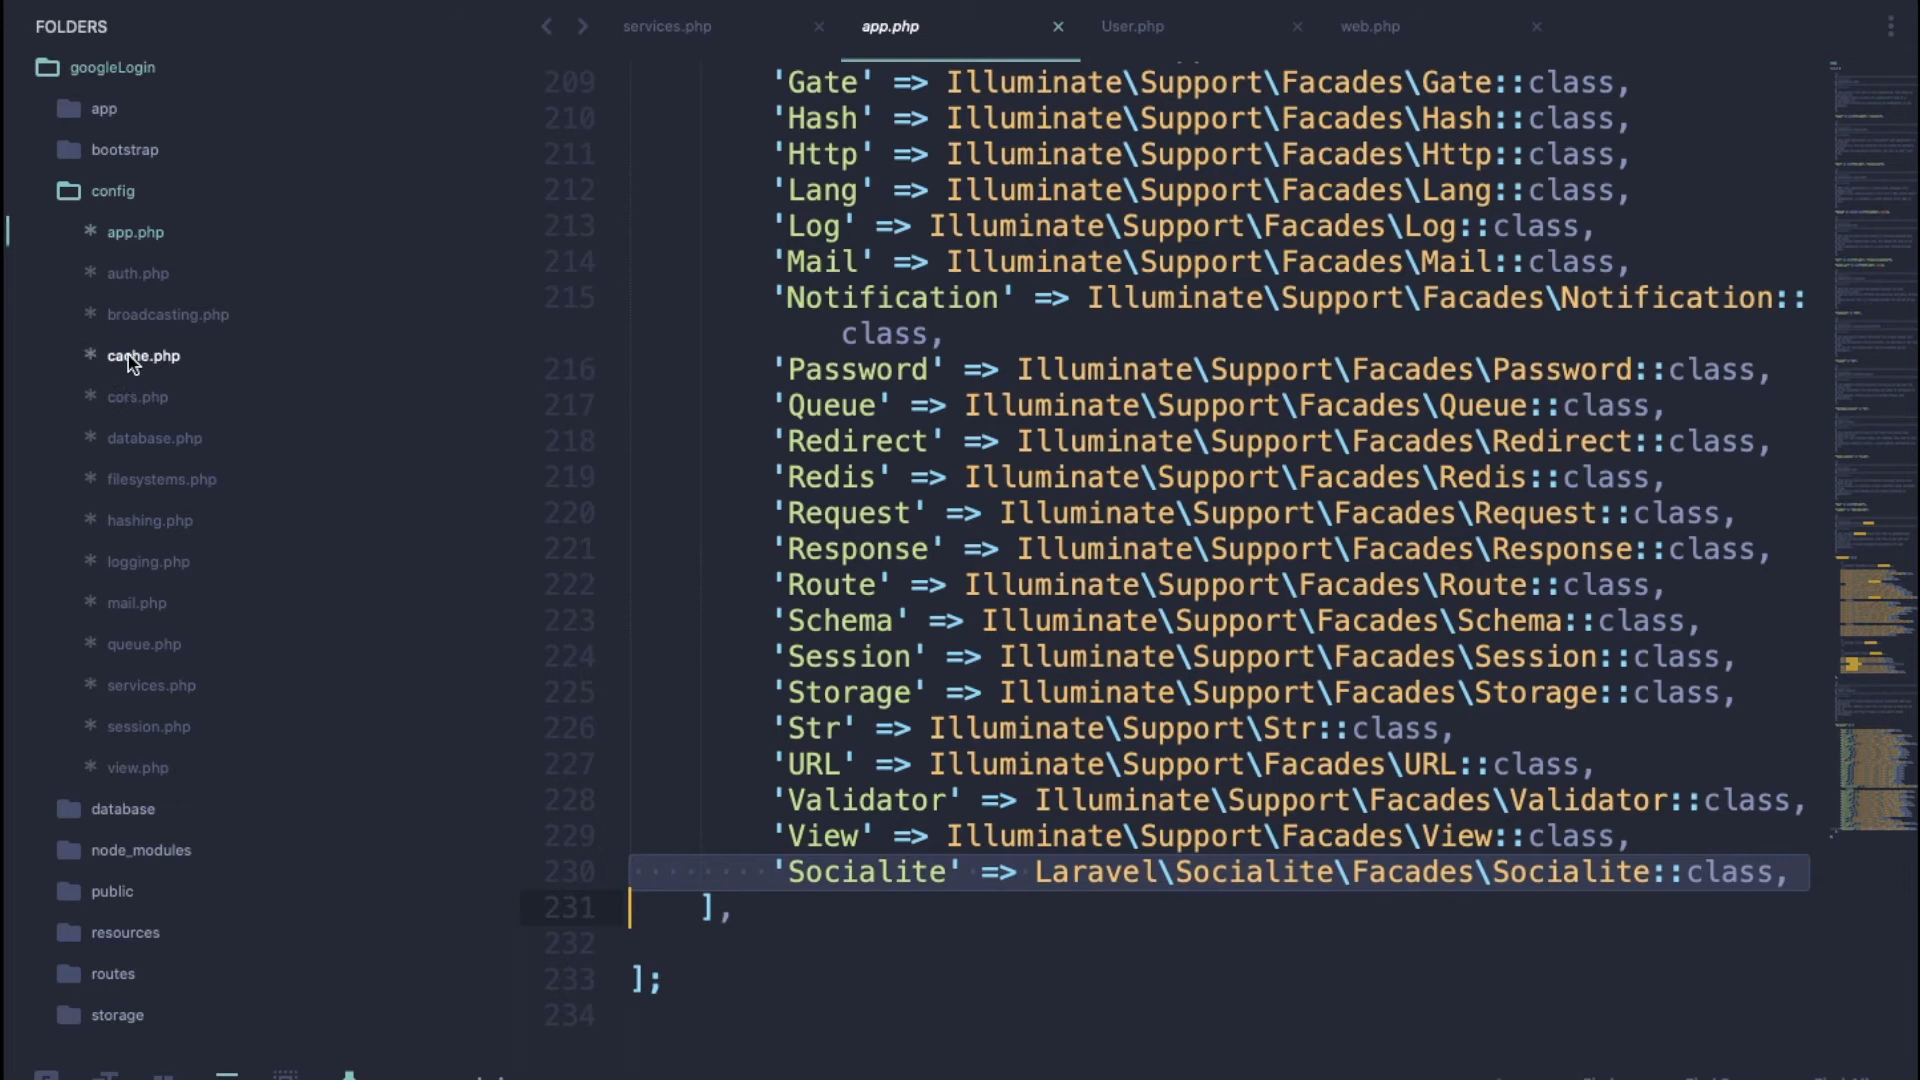 FOLDERS
googleLogin
app
bootstrap
config
app.php
auth.php
broadcasting.php
cache.php
cors.php
database.php
filesystems.php
hashing.php
logging.php
mail.php
queue.php
services.php
session.php
view.php
database
node_modules
public
resources
routes
storage
services.php × app.php × User.php × web.php ×
209 'Gate' => Illuminate\Support\Facades\Gate::class,
210 'Hash' => Illuminate\Support\Facades\Hash::class,
211 'Http' => Illuminate\Support\Facades\Http::class,
212 'Lang' => Illuminate\Support\Facades\Lang::class,
213 'Log' => Illuminate\Support\Facades\Log::class,
214 'Mail' => Illuminate\Support\Facades\Mail::class,
215 'Notification' => Illuminate\Support\Facades\Notification::
class,
216 'Password' => Illuminate\Support\Facades\Password::class,
217 'Queue' => Illuminate\Support\Facades\Queue::class,
218 'Redirect' => Illuminate\Support\Facades\Redirect::class,
219 'Redis' => Illuminate\Support\Facades\Redis::class,
220 'Request' => Illuminate\Support\Facades\Request::class,
221 'Response' => Illuminate\Support\Facades\Response::class,
222 'Route' => Illuminate\Support\Facades\Route::class,
223 'Schema' => Illuminate\Support\Facades\Schema::class,
224 'Session' => Illuminate\Support\Facades\Session::class,
225 'Storage' => Illuminate\Support\Facades\Storage::class,
226 'Str' => Illuminate\Support\Str::class,
227 'URL' => Illuminate\Support\Facades\URL::class,
228 'Validator' => Illuminate\Support\Facades\Validator::class,
229 'View' => Illuminate\Support\Facades\View::class,
230 'Socialite' => Laravel\Socialite\Facades\Socialite::class,
231 ],
232
233 ];
234